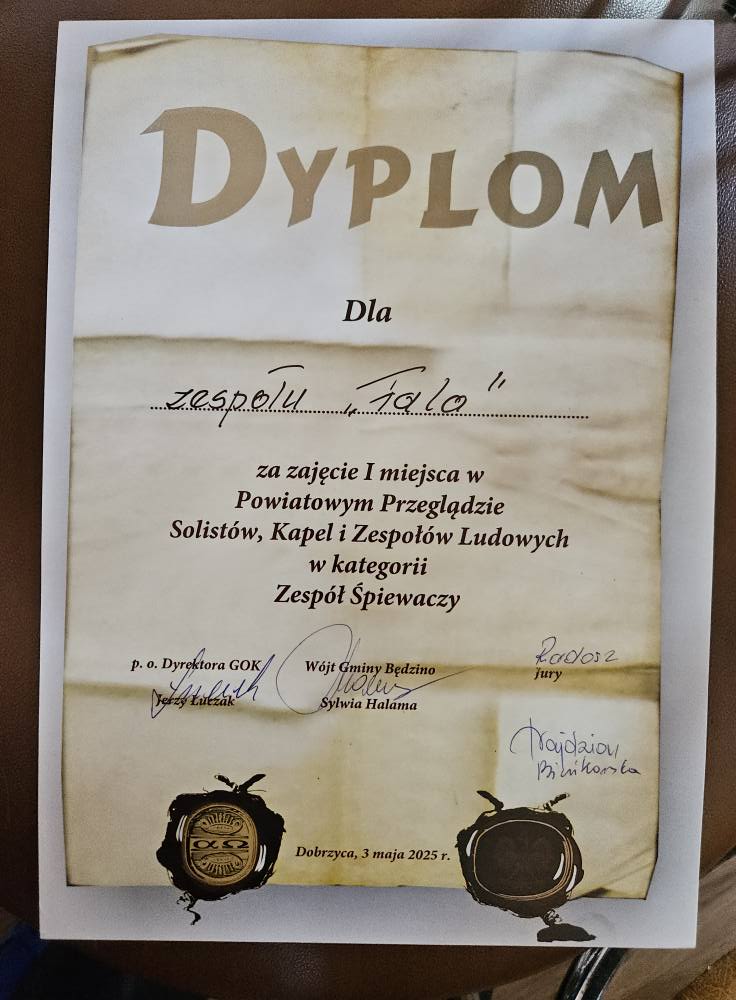 DYPLOM
Dla
zespołu „Fala”
za zajęcie I miejsca w
Powiatowym Przeglądzie
Solistów, Kapel i Zespołów Ludowych
w kategorii
Zespół Śpiewaczy
p. o. Dyrektora GOK Wójt Gminy Będzino
Radosz
Jury
Jerzy Łuczak Sylwia Halama
ΑΩ
Dobrzyca, 3 maja 2025 r.